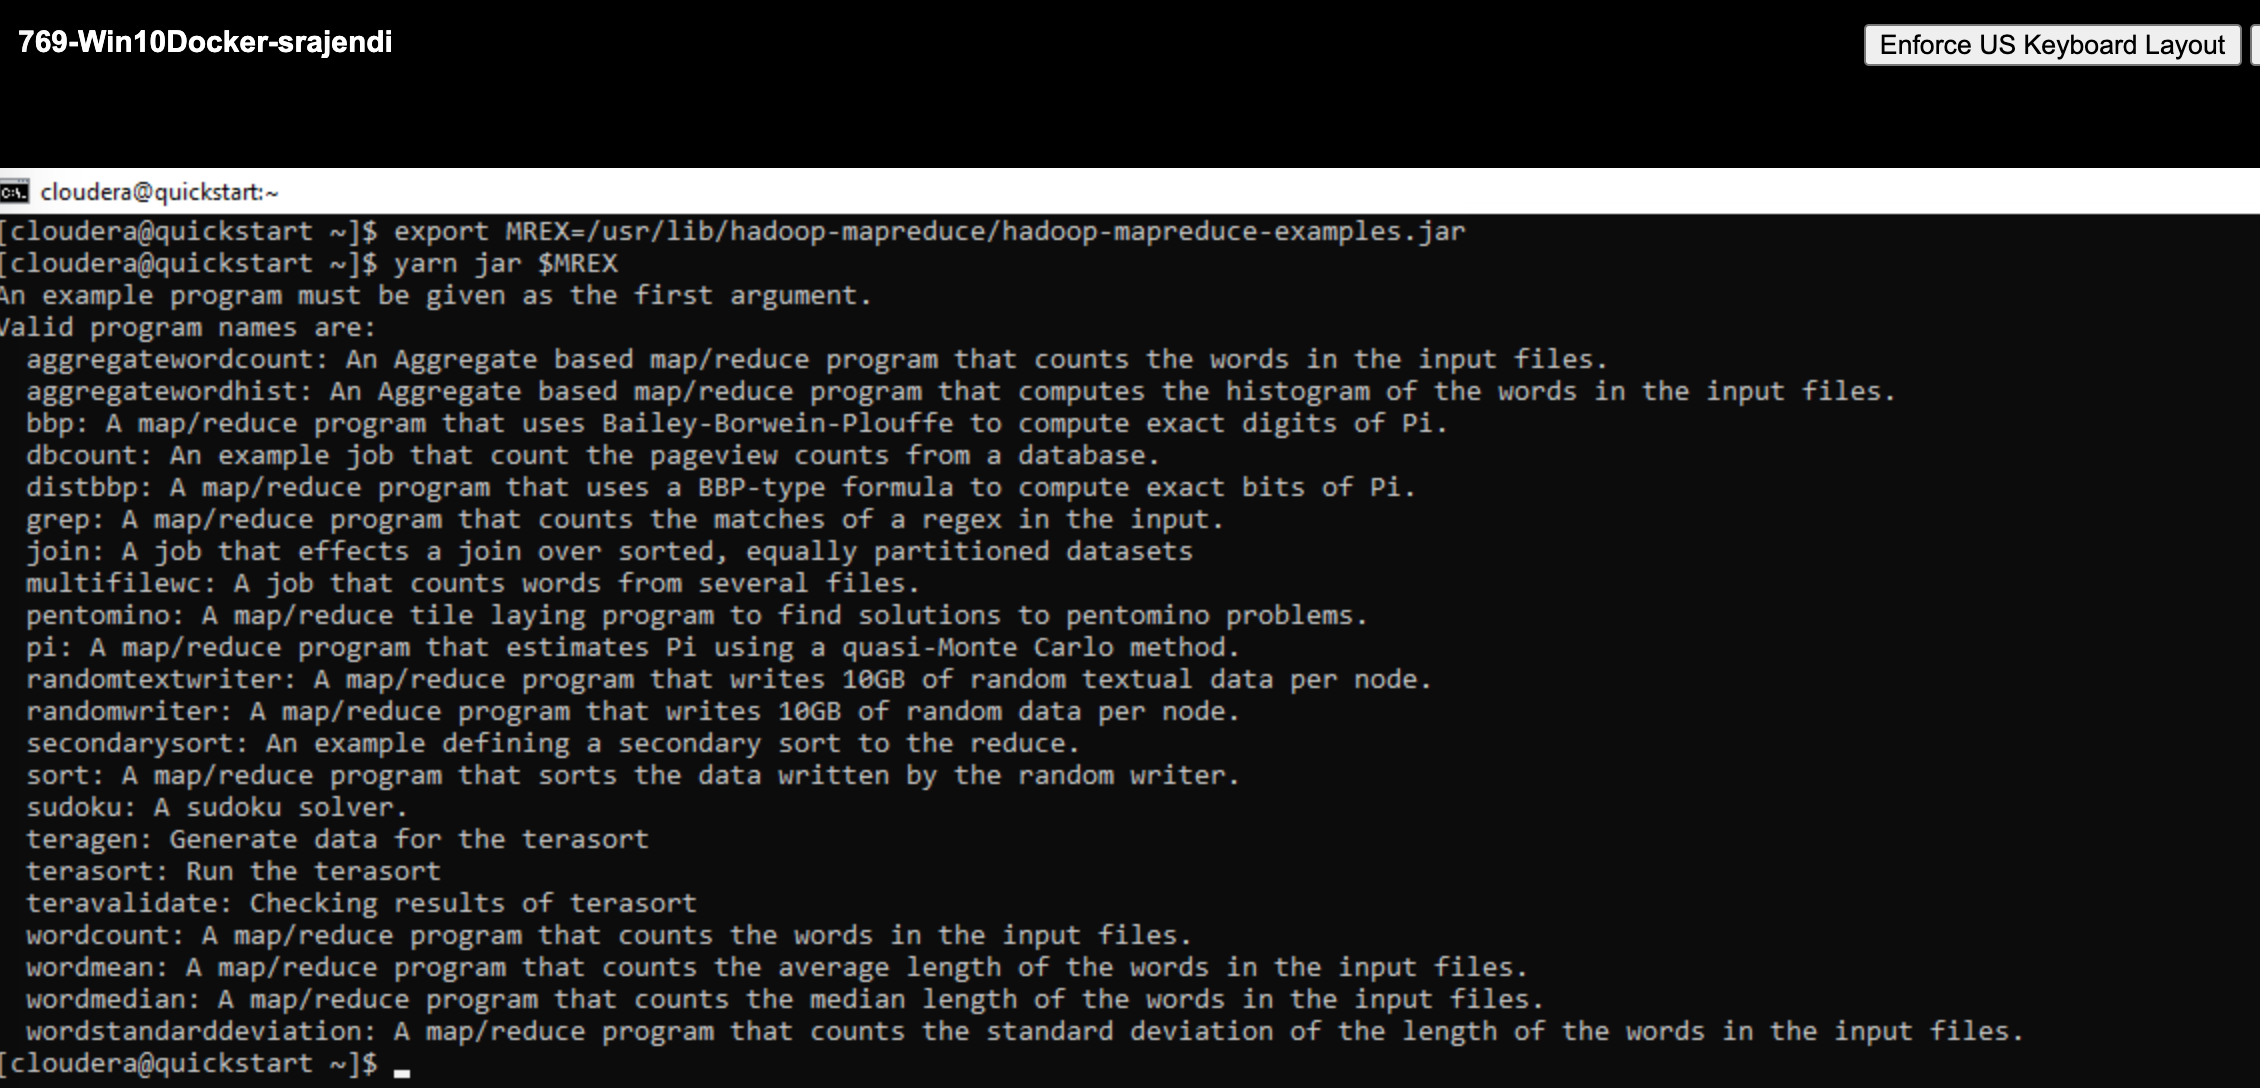 769-Win10Docker-srajendi
Enforce US Keyboard Layout
cloudera@quickstart:~
[cloudera@quickstart ~]$ export MREX=/usr/lib/hadoop-mapreduce/hadoop-mapreduce-examples.jar
[cloudera@quickstart ~]$ yarn jar $MREX
An example program must be given as the first argument.
Valid program names are:
  aggregatewordcount: An Aggregate based map/reduce program that counts the words in the input files.
  aggregatewordhist: An Aggregate based map/reduce program that computes the histogram of the words in the input files.
  bbp: A map/reduce program that uses Bailey-Borwein-Plouffe to compute exact digits of Pi.
  dbcount: An example job that count the pageview counts from a database.
  distbbp: A map/reduce program that uses a BBP-type formula to compute exact bits of Pi.
  grep: A map/reduce program that counts the matches of a regex in the input.
  join: A job that effects a join over sorted, equally partitioned datasets
  multifilewc: A job that counts words from several files.
  pentomino: A map/reduce tile laying program to find solutions to pentomino problems.
  pi: A map/reduce program that estimates Pi using a quasi-Monte Carlo method.
  randomtextwriter: A map/reduce program that writes 10GB of random textual data per node.
  randomwriter: A map/reduce program that writes 10GB of random data per node.
  secondarysort: An example defining a secondary sort to the reduce.
  sort: A map/reduce program that sorts the data written by the random writer.
  sudoku: A sudoku solver.
  teragen: Generate data for the terasort
  terasort: Run the terasort
  teravalidate: Checking results of terasort
  wordcount: A map/reduce program that counts the words in the input files.
  wordmean: A map/reduce program that counts the average length of the words in the input files.
  wordmedian: A map/reduce program that counts the median length of the words in the input files.
  wordstandarddeviation: A map/reduce program that counts the standard deviation of the length of the words in the input files.
[cloudera@quickstart ~]$